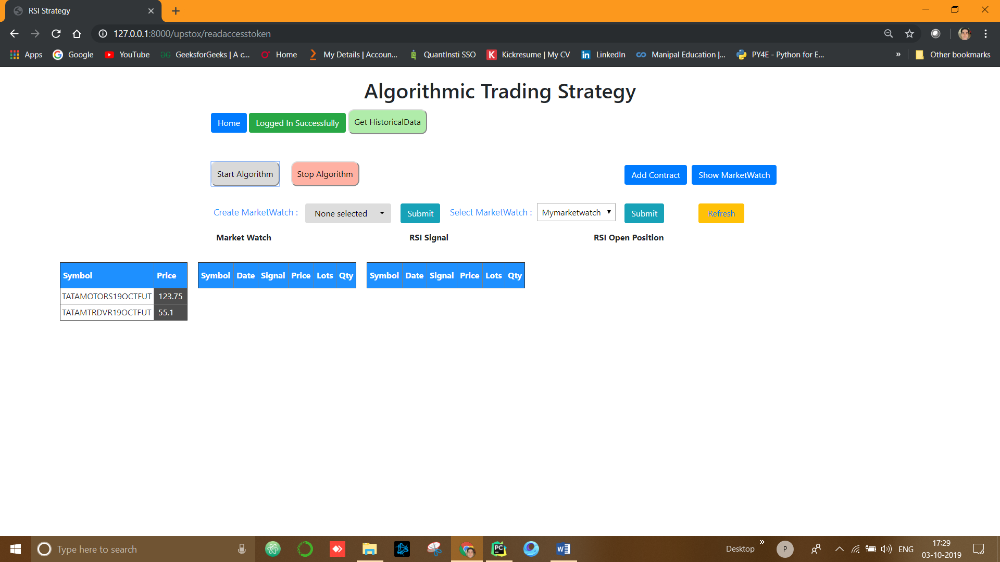 RSI Strategy
127.0.0.1:8000/upstox/readaccesstoken
Apps Google YouTube GeeksforGeeks | A c... Home My Details | Accoun... QuantInsti SSO Kickresume | My CV LinkedIn Manipal Education |... PY4E - Python for E... » Other bookmarks
Algorithmic Trading Strategy
Home Logged In Successfully Get HistoricalData
Start Algorithm Stop Algorithm Add Contract Show MarketWatch
Create MarketWatch : None selected Submit Select MarketWatch : Mymarketwatch Submit Refresh
Market Watch RSI Signal RSI Open Position
Symbol Price Symbol Date Signal Price Lots Qty Symbol Date Signal Price Lots Qty
TATAMOTORS19OCTFUT 123.75
TATAMTRDVR19OCTFUT 55.1
Type here to search Desktop » P ENG 17:29
03-10-2019